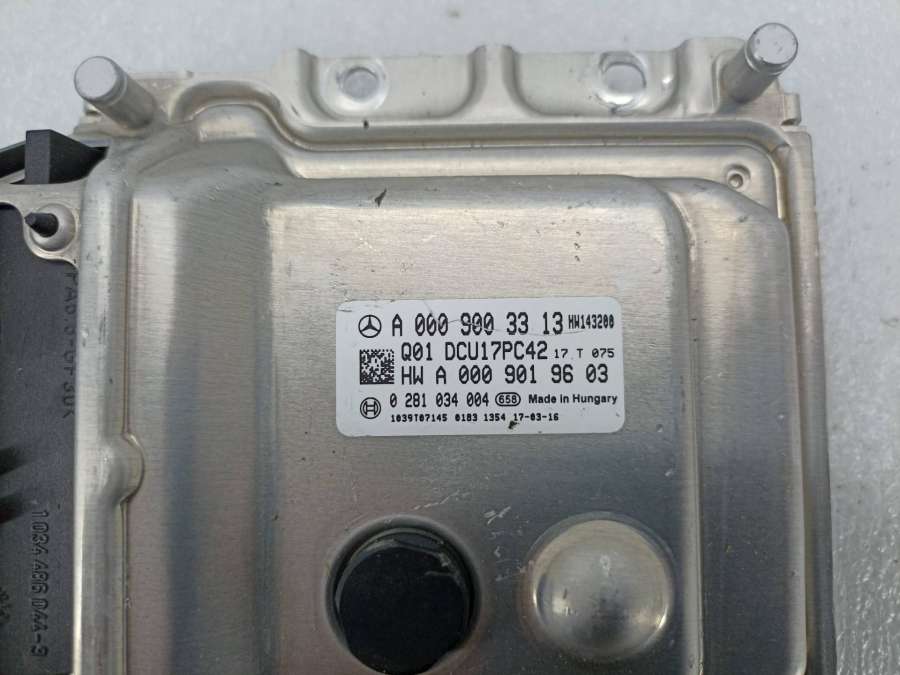 A 000 900 33 13 HW143200
Q01 DCU17PC42 17 T 075
HW A 000 901 96 03
0 281 034 004 658 Made in Hungary
1039T07145 0183 1354 17-03-16